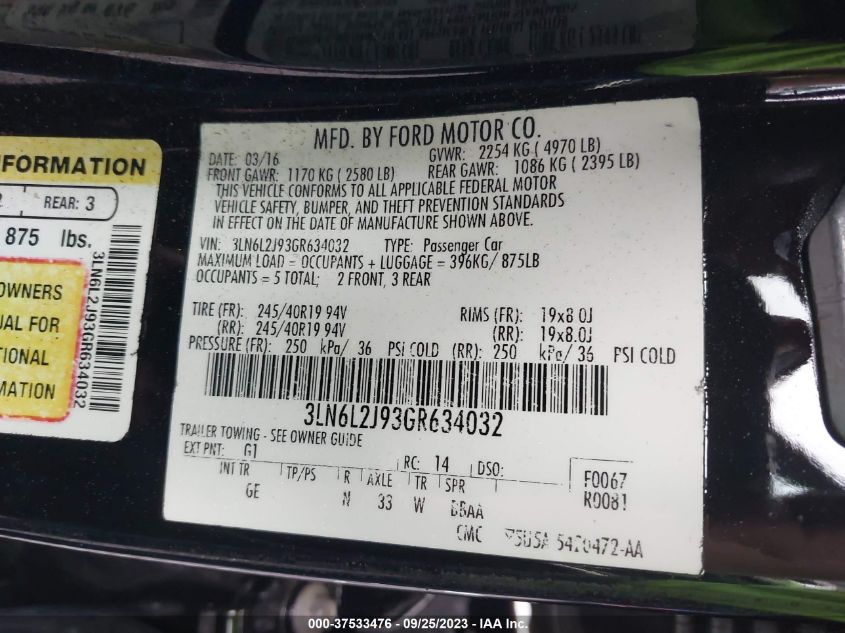 NFORMATION
2 REAR: 3
875 lbs.
OWNERS
UAL FOR
TIONAL
MATION
3LN6L2J93GR634032
MFD. BY FORD MOTOR CO.
DATE: 03/16 GVWR: 2254 KG ( 4970 LB)
FRONT GAWR: 1170 KG ( 2580 LB) REAR GAWR: 1086 KG ( 2395 LB)
THIS VEHICLE CONFORMS TO ALL APPLICABLE FEDERAL MOTOR
VEHICLE SAFETY, BUMPER, AND THEFT PREVENTION STANDARDS
IN EFFECT ON THE DATE OF MANUFACTURE SHOWN ABOVE.
VIN: 3LN6L2J93GR634032 TYPE: Passenger Car
MAXIMUM LOAD = OCCUPANTS + LUGGAGE = 396KG/ 875LB
OCCUPANTS = 5 TOTAL; 2 FRONT, 3 REAR
TIRE (FR): 245/40R19 94V RIMS (FR): 19x8.0J
(RR): 245/40R19 94V (RR): 19x8.0J
PRESSURE (FR): 250 kPa/ 36 PSI COLD (RR): 250 kPa/ 36 PSI COLD
3LN6L2J93GR634032
TRAILER TOWING - SEE OWNER GUIDE
EXT PNT: G1 RC: 14 DSO: F0067
INT TR TP/PS R AXLE TR SPR R0081
GE N 33 W BBAA
CMC 5420472-AA
000-37533476 - 09/25/2023 - IAA Inc.